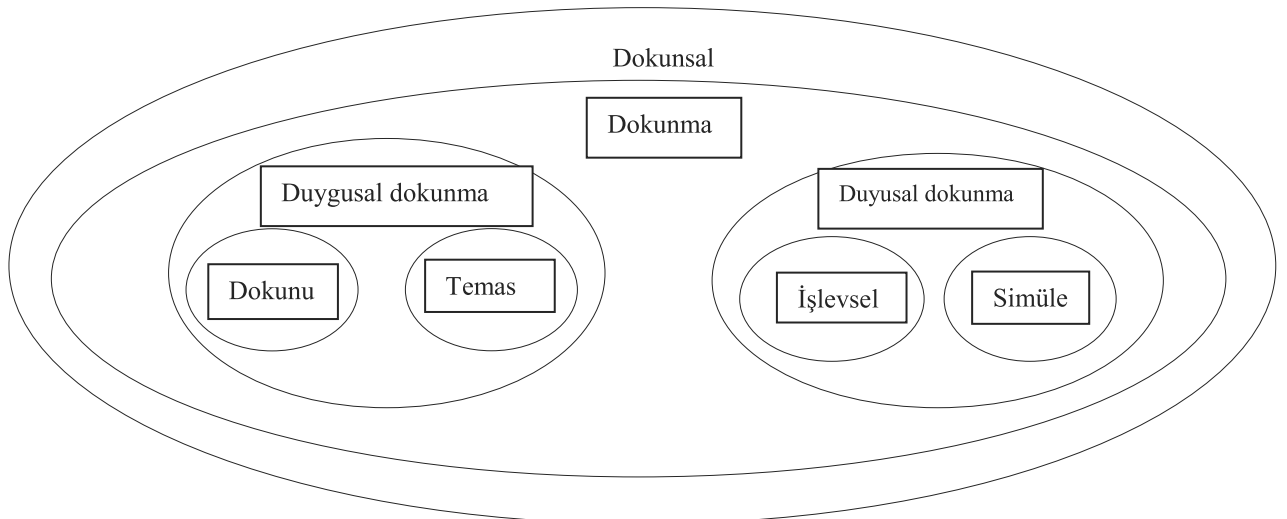 Dokunsal
Dokunma
Duygusal dokunma
Duyusal dokunma
Dokunu
Temas
İşlevsel
Simüle